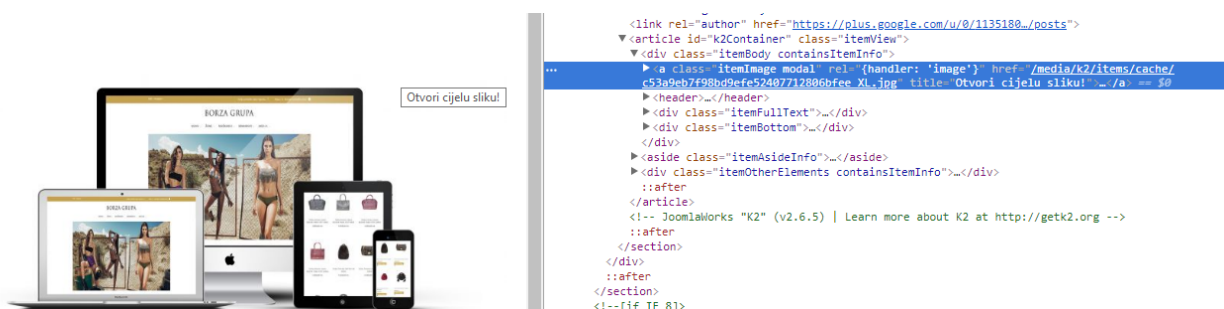 Otvori cijelu sliku!
BORZA GRUPA
BORZA GRUPA
<link rel="author" href="https://plus.google.com/u/0/1135180…/posts">
▼<article id="k2Container" class="itemView">
▼<div class="itemBody containsItemInfo">
… ▶<a class="itemImage modal" rel="{handler: 'image'}" href="/media/k2/items/cache/
c53a9eb7f98bd9efe52407712806bfee_XL.jpg" title="Otvori cijelu sliku!">…</a> == $0
▶<header>…</header>
▶<div class="itemFullText">…</div>
▶<div class="itemBottom">…</div>
</div>
▶<aside class="itemAsideInfo">…</aside>
▶<div class="itemOtherElements containsItemInfo">…</div>
::after
</article>
<!-- JoomlaWorks "K2" (v2.6.5) | Learn more about K2 at http://getk2.org -->
::after
</section>
</div>
::after
</section>
<!--[if IE 8]>